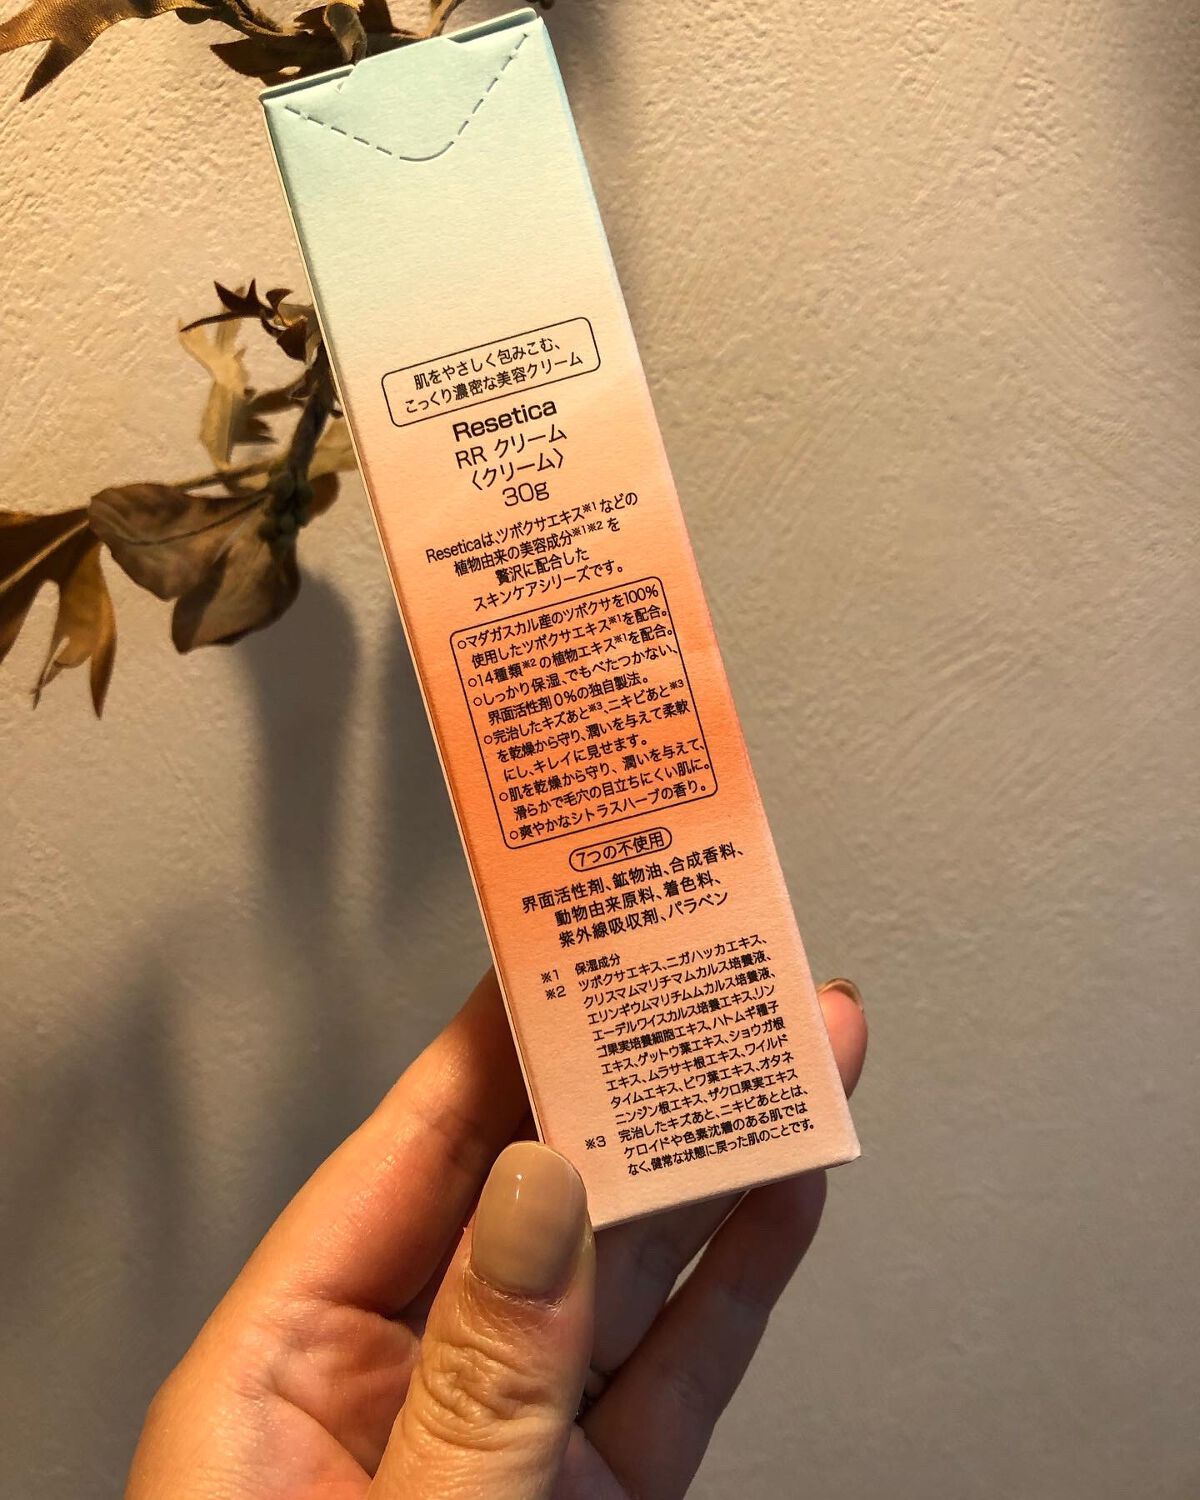 肌をやさしく包みこむ、
こっくり濃密な美容クリーム
Resetica
RR クリーム
〈クリーム〉
30g
Reseticaは、ツボクサエキス※1などの
植物由来の美容成分※1※2を
贅沢に配合した
スキンケアシリーズです。
○マダガスカル産のツボクサを100%
使用したツボクサエキス※1を配合。
○14種類※2の植物エキス※1を配合。
○しっかり保湿、でもべたつかない、
界面活性剤0%の独自製法。
○完治したキズあと※3、ニキビあと※3
を乾燥から守り、潤いを与えて柔軟
にし、キレイに見せます。
○肌を乾燥から守り、潤いを与えて、
滑らかで毛穴の目立ちにくい肌に。
○爽やかなシトラスハーブの香り。
7つの不使用
界面活性剤、鉱物油、合成香料、
動物由来原料、着色料、
紫外線吸収剤、パラベン
※1 保湿成分
※2 ツボクサエキス、ニガハッカエキス、
クリスマムマリチマムカルス培養液、
エリンギウムマリチムムカルス培養液、
エーデルワイスカルス培養エキス、リン
ゴ果実培養細胞エキス、ハトムギ種子
エキス、ゲットウ葉エキス、ショウガ根
エキス、ムラサキ根エキス、ワイルド
タイムエキス、ビワ葉エキス、オタネ
ニンジン根エキス、ザクロ果実エキス
※3 完治したキズあと、ニキビあととは、
ケロイドや色素沈着のある肌では
なく、健常な状態に戻った肌のことです。